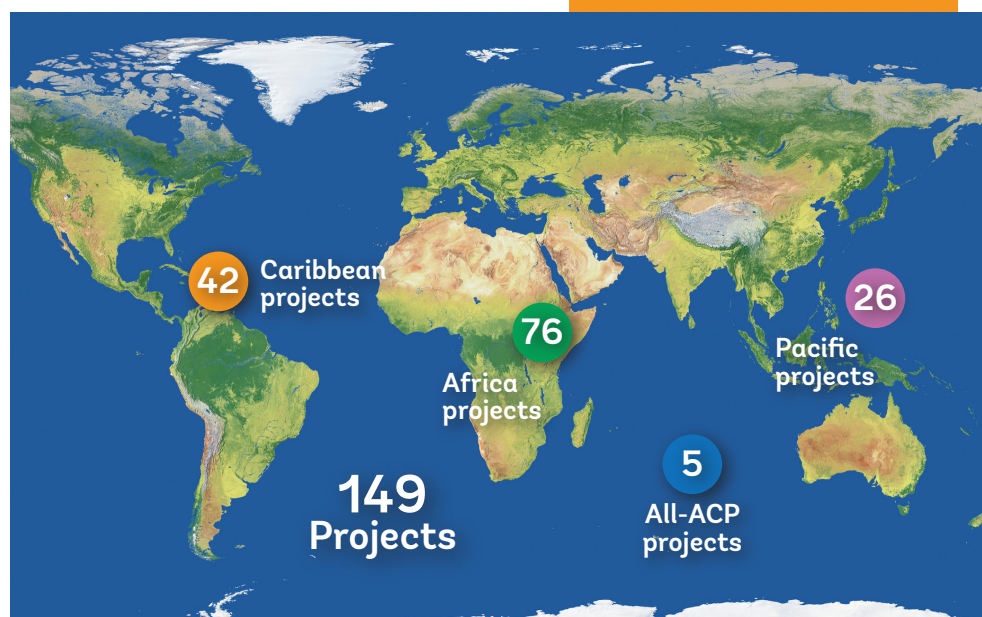 42
Caribbean
projects
76
Africa
projects
26
Pacific
projects
149
Projects
5
All-ACP
projects